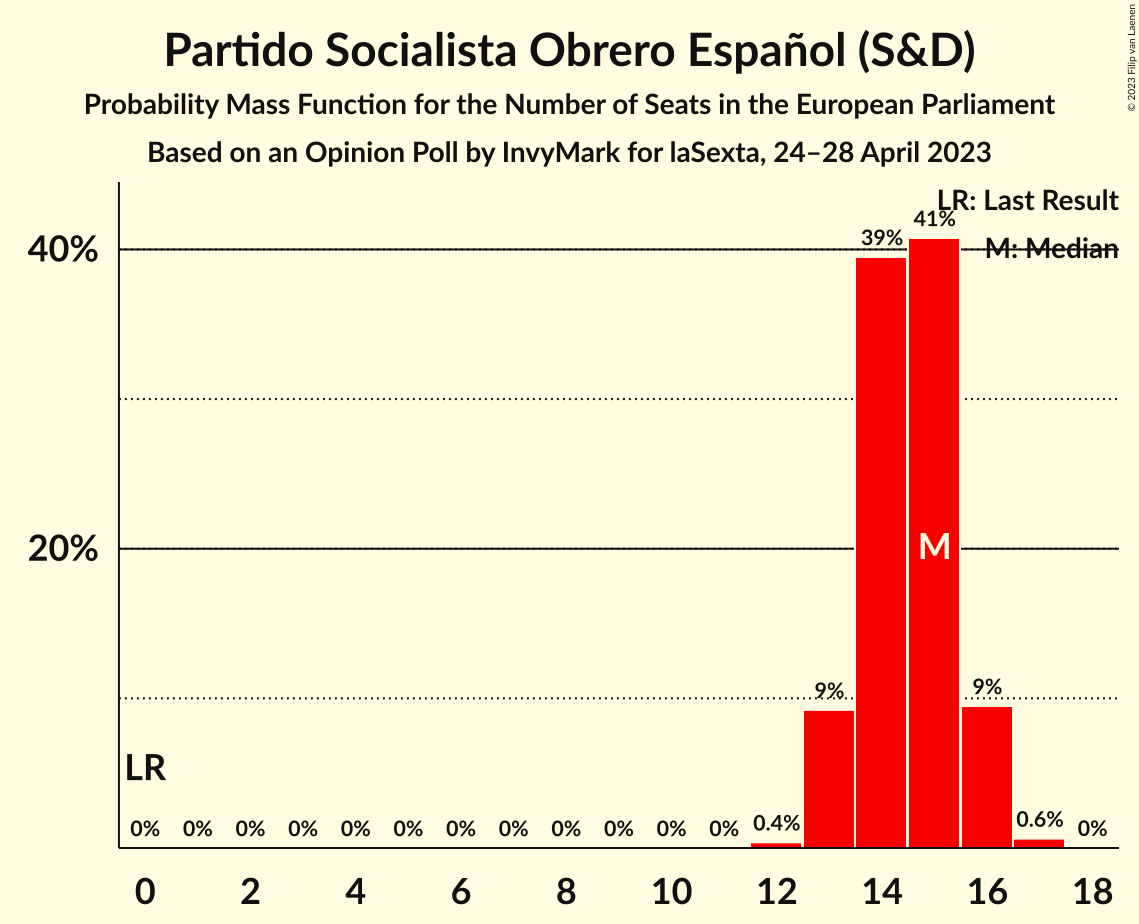 Partido Socialista Obrero Español (S&D)
Probability Mass Function for the Number of Seats in the European Parliament
Based on an Opinion Poll by InvyMark for laSexta, 24–28 April 2023
© 2023 Filip van Laenen
LR: Last Result
M: Median
40%
20%
LR
0% 0% 0% 0% 0% 0% 0% 0% 0% 0% 0% 0% 0.4% 9% 39% 41% 9% 0.6% 0%
M
0 2 4 6 8 10 12 14 16 18